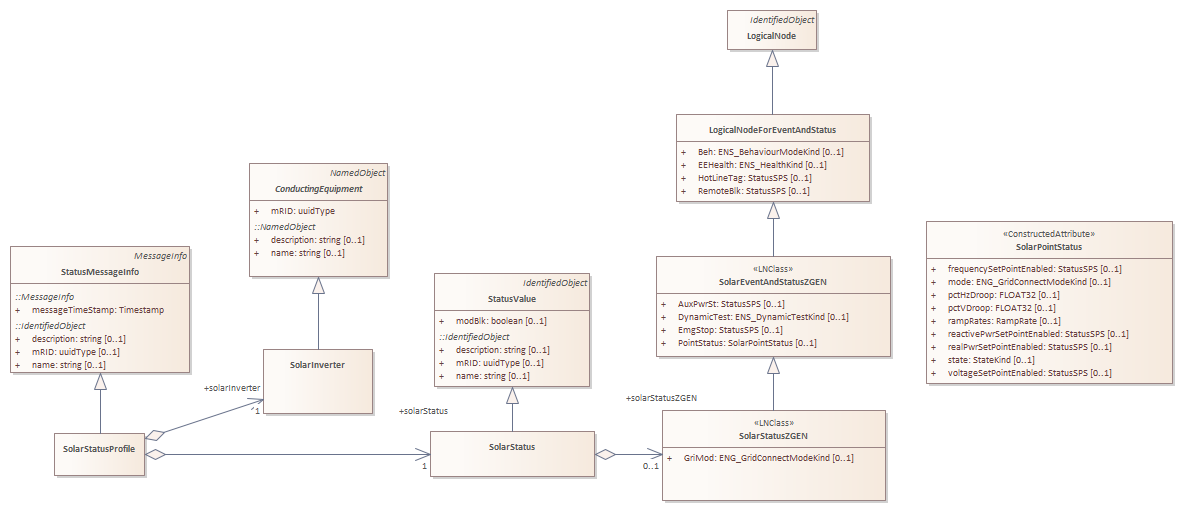 IdentifiedObject
LogicalNode
LogicalNodeForEventAndStatus
+ Beh: ENS_BehaviourModeKind [0..1]
+ EEHealth: ENS_HealthKind [0..1]
+ HotLineTag: StatusSPS [0..1]
+ RemoteBlk: StatusSPS [0..1]
NamedObject
ConductingEquipment
+ mRID: uuidType
::NamedObject
+ description: string [0..1]
+ name: string [0..1]
MessageInfo
StatusMessageInfo
::MessageInfo
+ messageTimeStamp: Timestamp
::IdentifiedObject
+ description: string [0..1]
+ mRID: uuidType [0..1]
+ name: string [0..1]
IdentifiedObject
StatusValue
+ modBlk: boolean [0..1]
::IdentifiedObject
+ description: string [0..1]
+ mRID: uuidType [0..1]
+ name: string [0..1]
«LNClass»
SolarEventAndStatusZGEN
+ AuxPwrSt: StatusSPS [0..1]
+ DynamicTest: ENS_DynamicTestKind [0..1]
+ EmgStop: StatusSPS [0..1]
+ PointStatus: SolarPointStatus [0..1]
«ConstructedAttribute»
SolarPointStatus
+ frequencySetPointEnabled: StatusSPS [0..1]
+ mode: ENG_GridConnectModeKind [0..1]
+ pctHzDroop: FLOAT32 [0..1]
+ pctVDroop: FLOAT32 [0..1]
+ rampRates: RampRate [0..1]
+ reactivePwrSetPointEnabled: StatusSPS [0..1]
+ realPwrSetPointEnabled: StatusSPS [0..1]
+ state: StateKind [0..1]
+ voltageSetPointEnabled: StatusSPS [0..1]
SolarInverter
+solarInverter
1
SolarStatusProfile
+solarStatus
1
SolarStatus
+solarStatusZGEN
0..1
«LNClass»
SolarStatusZGEN
+ GriMod: ENG_GridConnectModeKind [0..1]